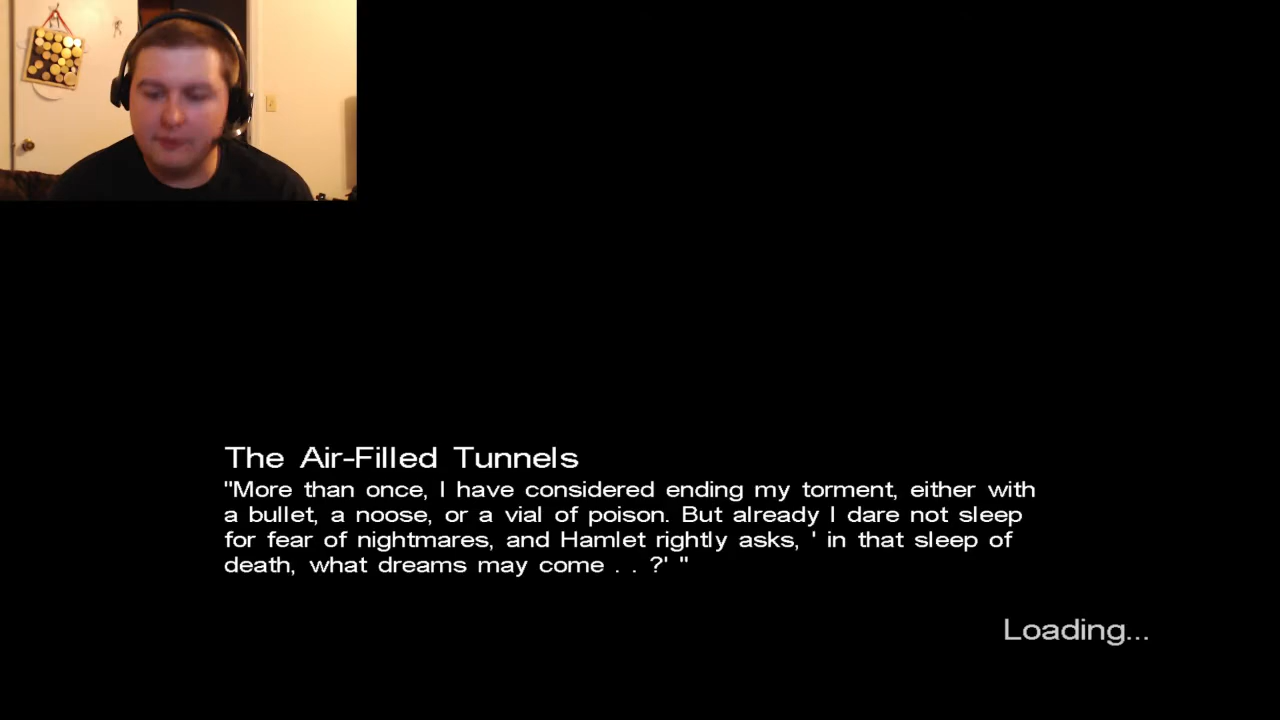 The Air-Filled Tunnels
"More than once, I have considered ending my torment, either with
a bullet, a noose, or a vial of poison. But already I dare not sleep
for fear of nightmares, and Hamlet rightly asks, ' in that sleep of
death, what dreams may come . . ?' "
Loading...